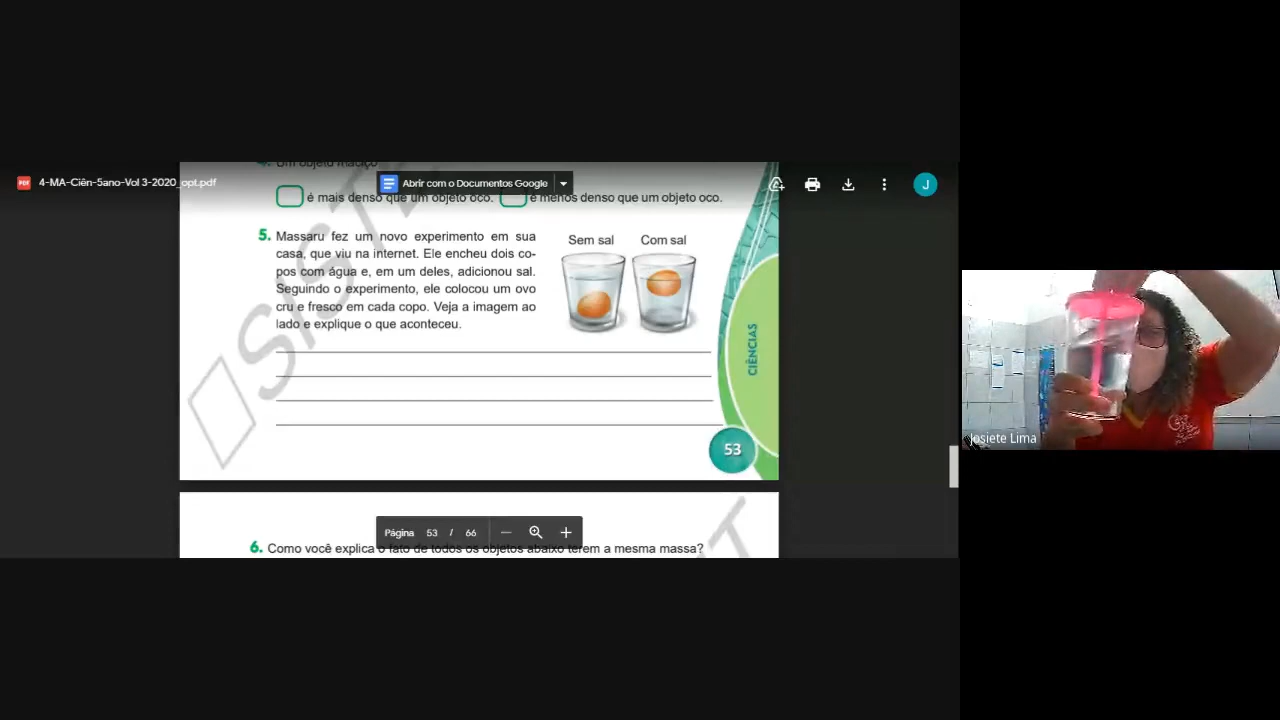 4. Um objeto maciço
4-MA-Ciên-5ano-Vol 3-2020_opt.pdf
Abrir com o Documentos Google
J
é mais denso que um objeto oco. é menos denso que um objeto oco.
5. Massaru fez um novo experimento em sua
casa, que viu na internet. Ele encheu dois co-
pos com água e, em um deles, adicionou sal.
Seguindo o experimento, ele colocou um ovo
cru e fresco em cada copo. Veja a imagem ao
lado e explique o que aconteceu.
Sem sal Com sal
CIÊNCIAS
53
Página 53 / 66
6. Como você explica o fato de todos os objetos abaixo terem a mesma massa?
Josiete Lima